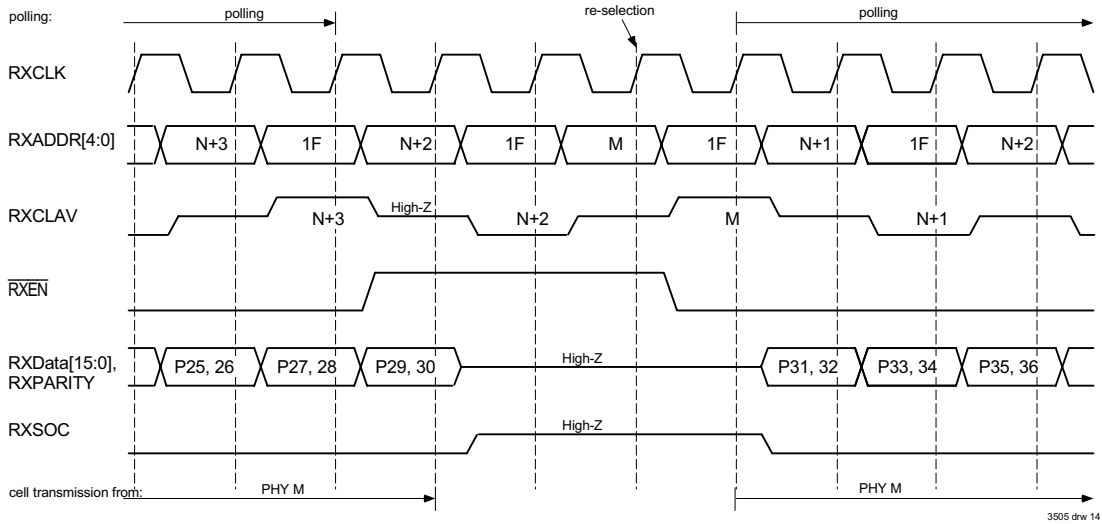 polling: polling re-selection polling
RXCLK
RXADDR[4:0] N+3 1F N+2 1F M 1F N+1 1F N+2
RXCLAV N+3 High-Z N+2 M N+1
RXEN
RXData[15:0], P25, 26 P27, 28 P29, 30 High-Z P31, 32 P33, 34 P35, 36
RXPARITY
RXSOC High-Z
cell transmission from: PHY M PHY M
3505 drw 14